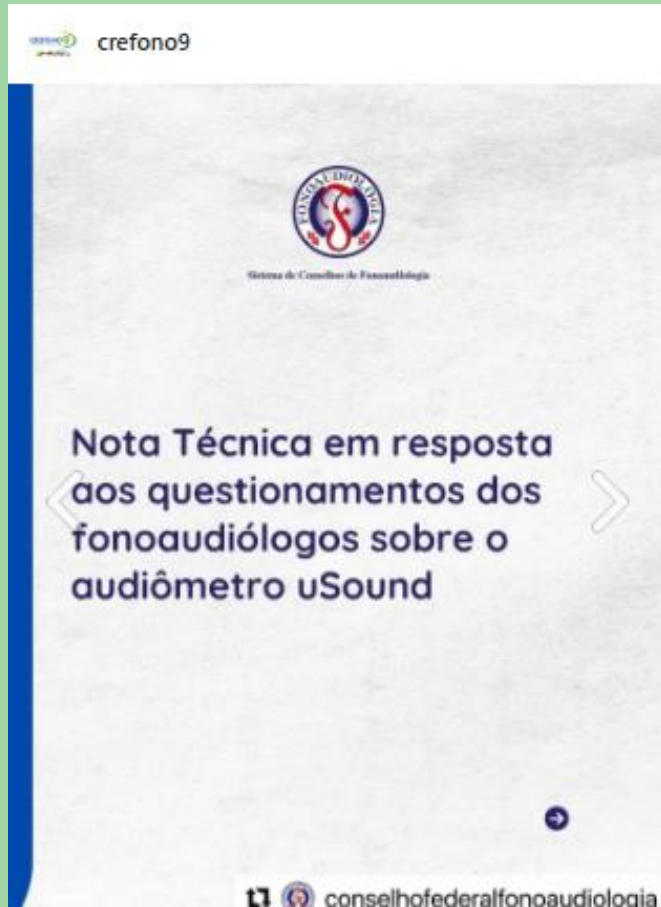 crefono9
FONOAUDIOLOGIA
Sistema de Conselhos de Fonoaudiologia
Nota Técnica em resposta
aos questionamentos dos
fonoaudiólogos sobre o
audiômetro uSound
conselhofederalfonoaudiologia